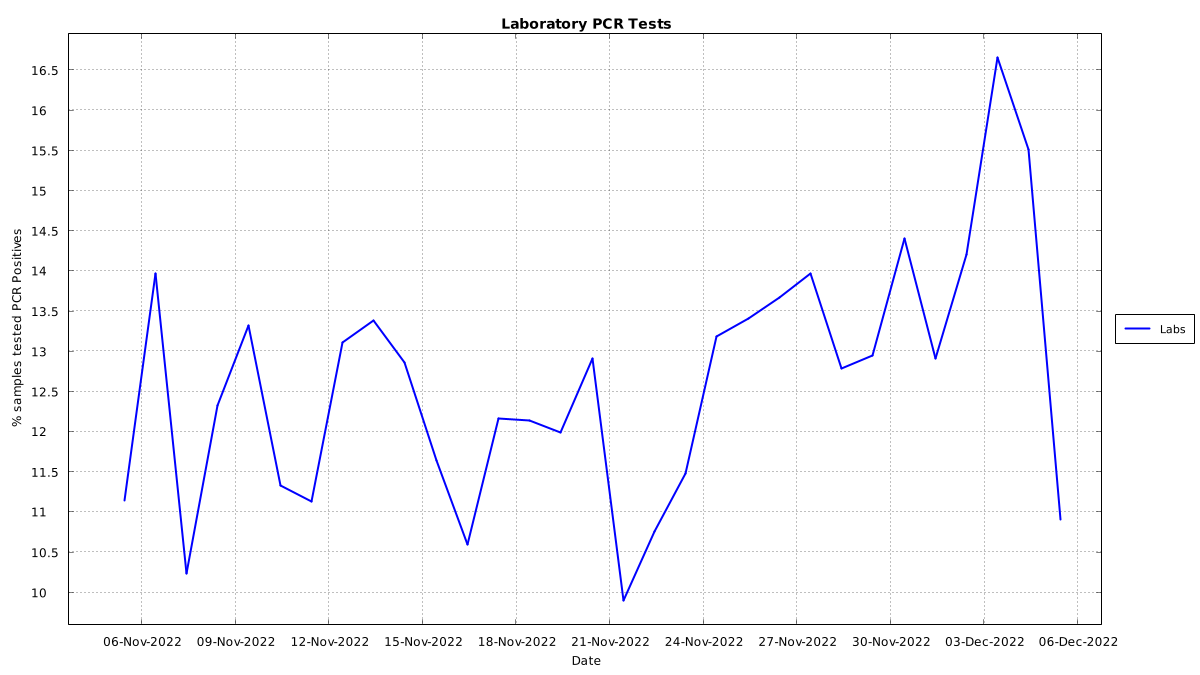 Laboratory PCR Tests
% samples tested PCR Positives
16.5
16
15.5
15
14.5
14
13.5
13
12.5
12
11.5
11
10.5
10
06-Nov-2022 09-Nov-2022 12-Nov-2022 15-Nov-2022 18-Nov-2022 21-Nov-2022 24-Nov-2022 27-Nov-2022 30-Nov-2022 03-Dec-2022 06-Dec-2022
Date
Labs